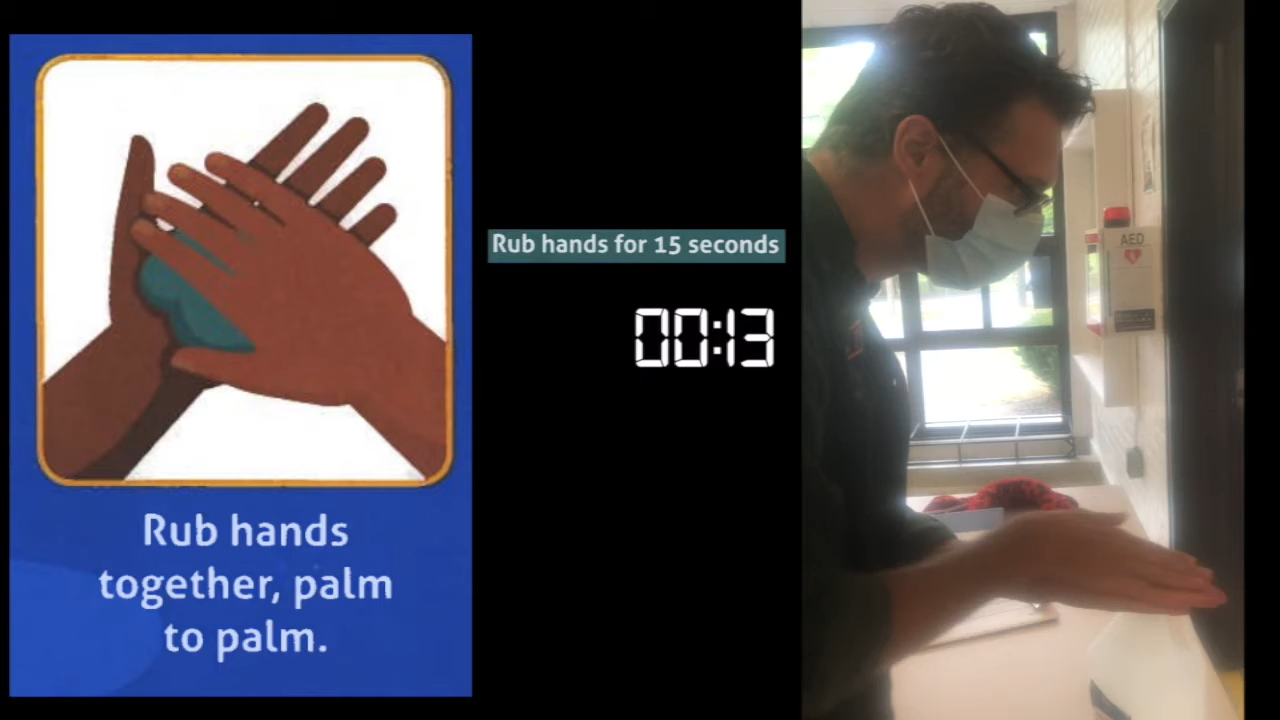 Rub hands
together, palm
to palm.
Rub hands for 15 seconds
00:13
AED